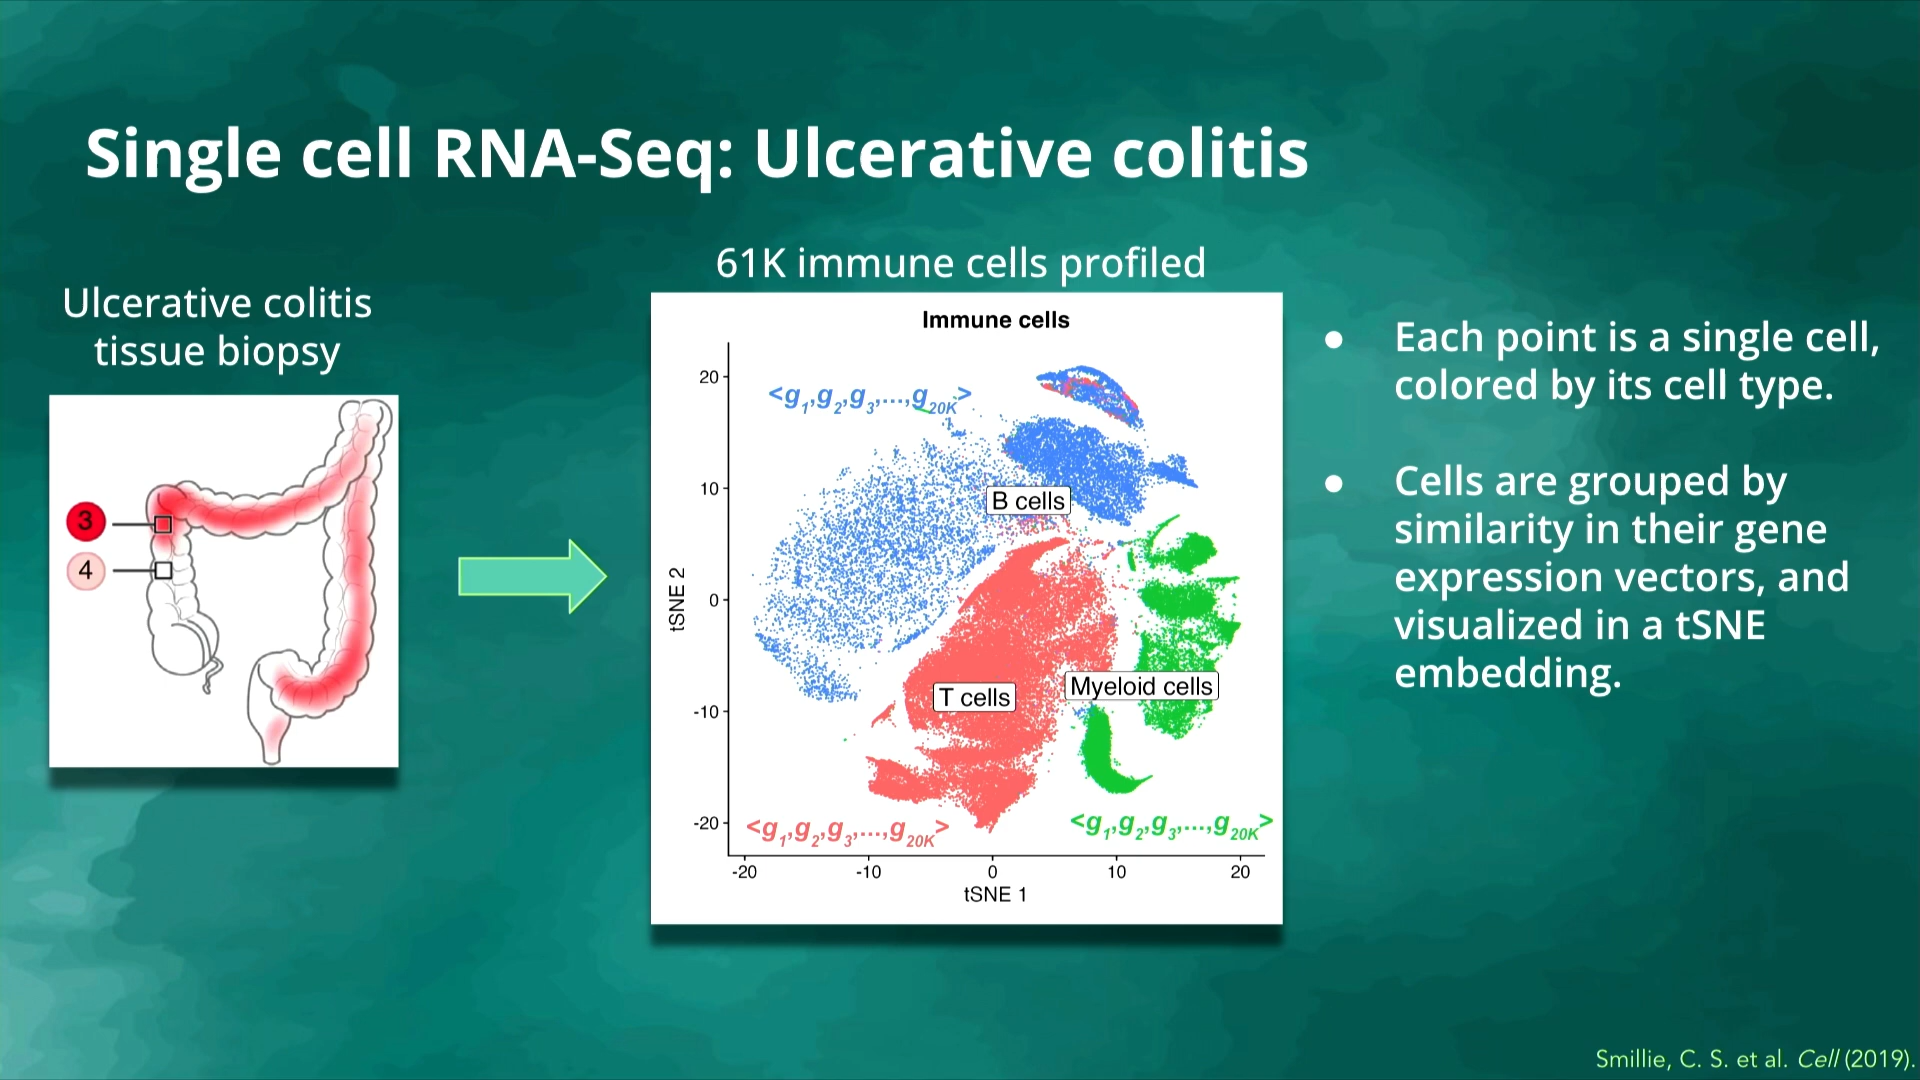 Single cell RNA-Seq: Ulcerative colitis
Ulcerative colitis
tissue biopsy
3
4
61K immune cells profiled
Immune cells
<g1,g2,g3,...,g20K>
B cells
T cells
Myeloid cells
<g1,g2,g3,...,g20K>
<g1,g2,g3,...,g20K>
tSNE 2
20
10
0
-10
-20
-20
-10
0
10
20
tSNE 1
● Each point is a single cell,
colored by its cell type.
● Cells are grouped by
similarity in their gene
expression vectors, and
visualized in a tSNE
embedding.
Smillie, C. S. et al. Cell (2019).